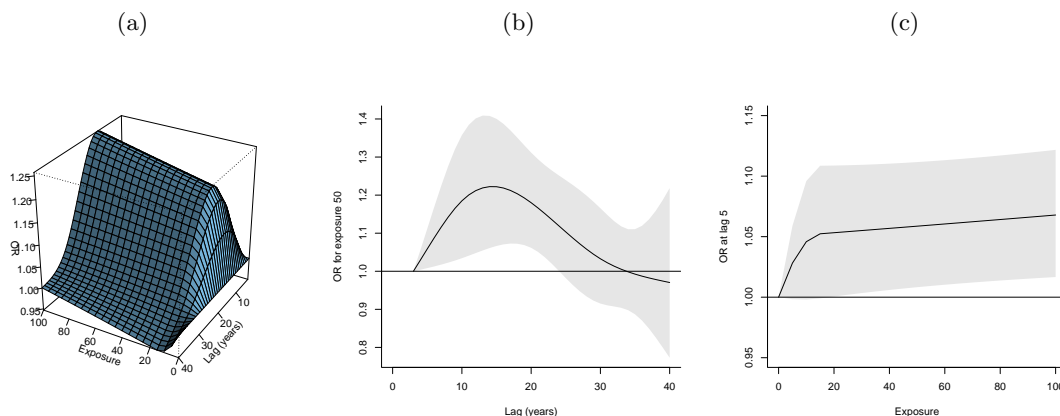 (a)
(b)
(c)
1.25
1.20
1.15
1.10
1.05
1.00
0.95
OR
100
80
60
40
20
0
Exposure
40
30
20
10
Lag (years)
1.4
1.3
1.2
1.1
1.0
0.9
0.8
OR for exposure 50
0 10 20 30 40
Lag (years)
1.15
1.10
1.05
1.00
0.95
OR at lag 5
0 20 40 60 80 100
Exposure